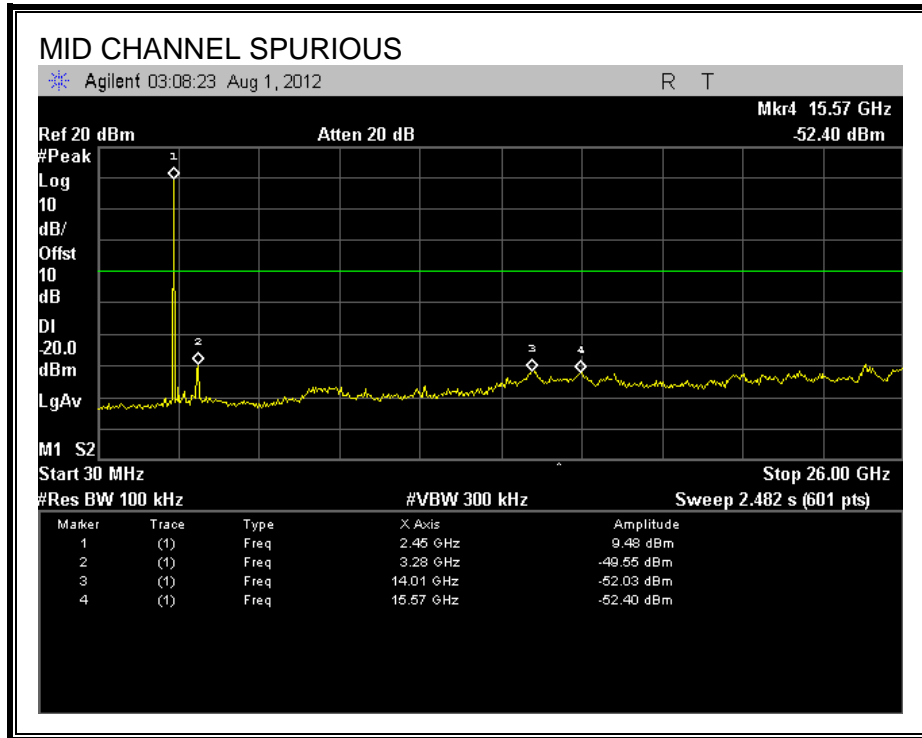 MID CHANNEL SPURIOUS
Agilent 03:08:23 Aug 1, 2012 R T
Mkr4 15.57 GHz
Ref 20 dBm Atten 20 dB -52.40 dBm
#Peak
Log
10
dB/
Offst
10
dB
DI
-20.0
dBm
LgAv
M1 S2
1
2
3
4
Start 30 MHz Stop 26.00 GHz
#Res BW 100 kHz #VBW 300 kHz Sweep 2.482 s (601 pts)
Marker Trace Type X Axis Amplitude
1 (1) Freq 2.45 GHz 9.48 dBm
2 (1) Freq 3.28 GHz -49.55 dBm
3 (1) Freq 14.01 GHz -52.03 dBm
4 (1) Freq 15.57 GHz -52.40 dBm